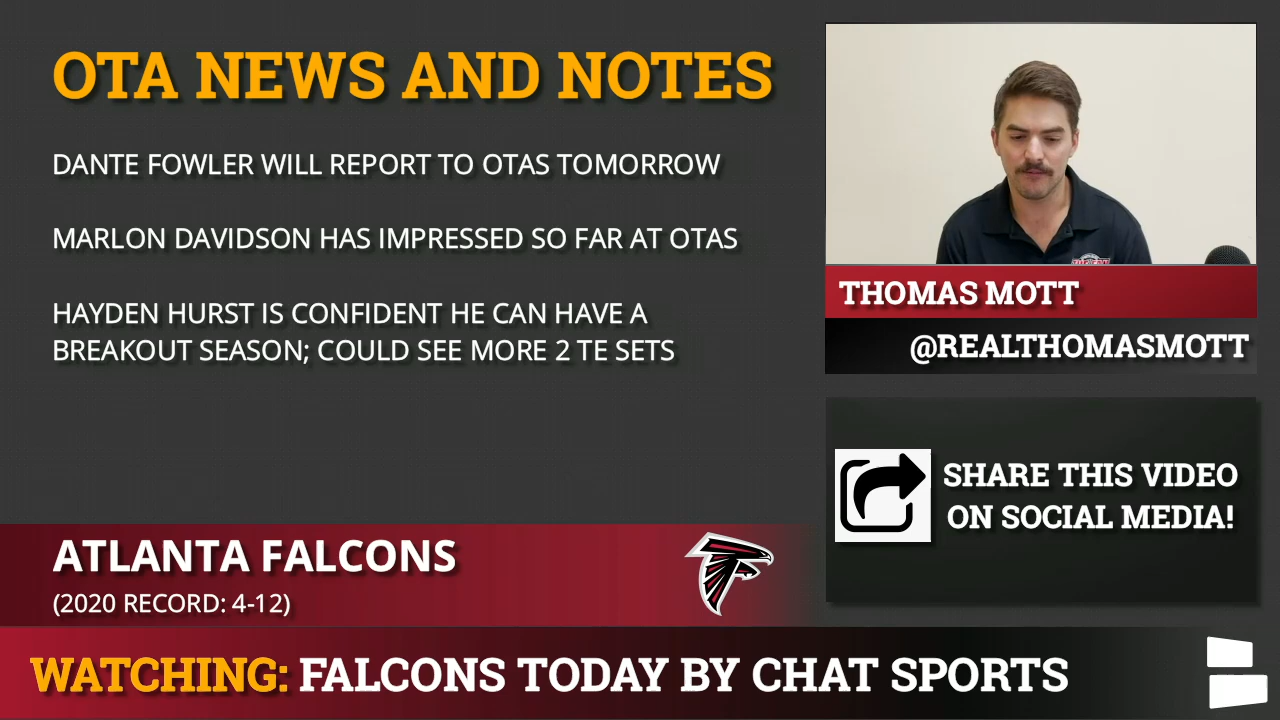 OTA NEWS AND NOTES
DANTE FOWLER WILL REPORT TO OTAS TOMORROW
MARLON DAVIDSON HAS IMPRESSED SO FAR AT OTAS
HAYDEN HURST IS CONFIDENT HE CAN HAVE A
BREAKOUT SEASON; COULD SEE MORE 2 TE SETS
THOMAS MOTT
@REALTHOMASMOTT
SHARE THIS VIDEO
ON SOCIAL MEDIA!
ATLANTA FALCONS
(2020 RECORD: 4-12)
WATCHING: FALCONS TODAY BY CHAT SPORTS